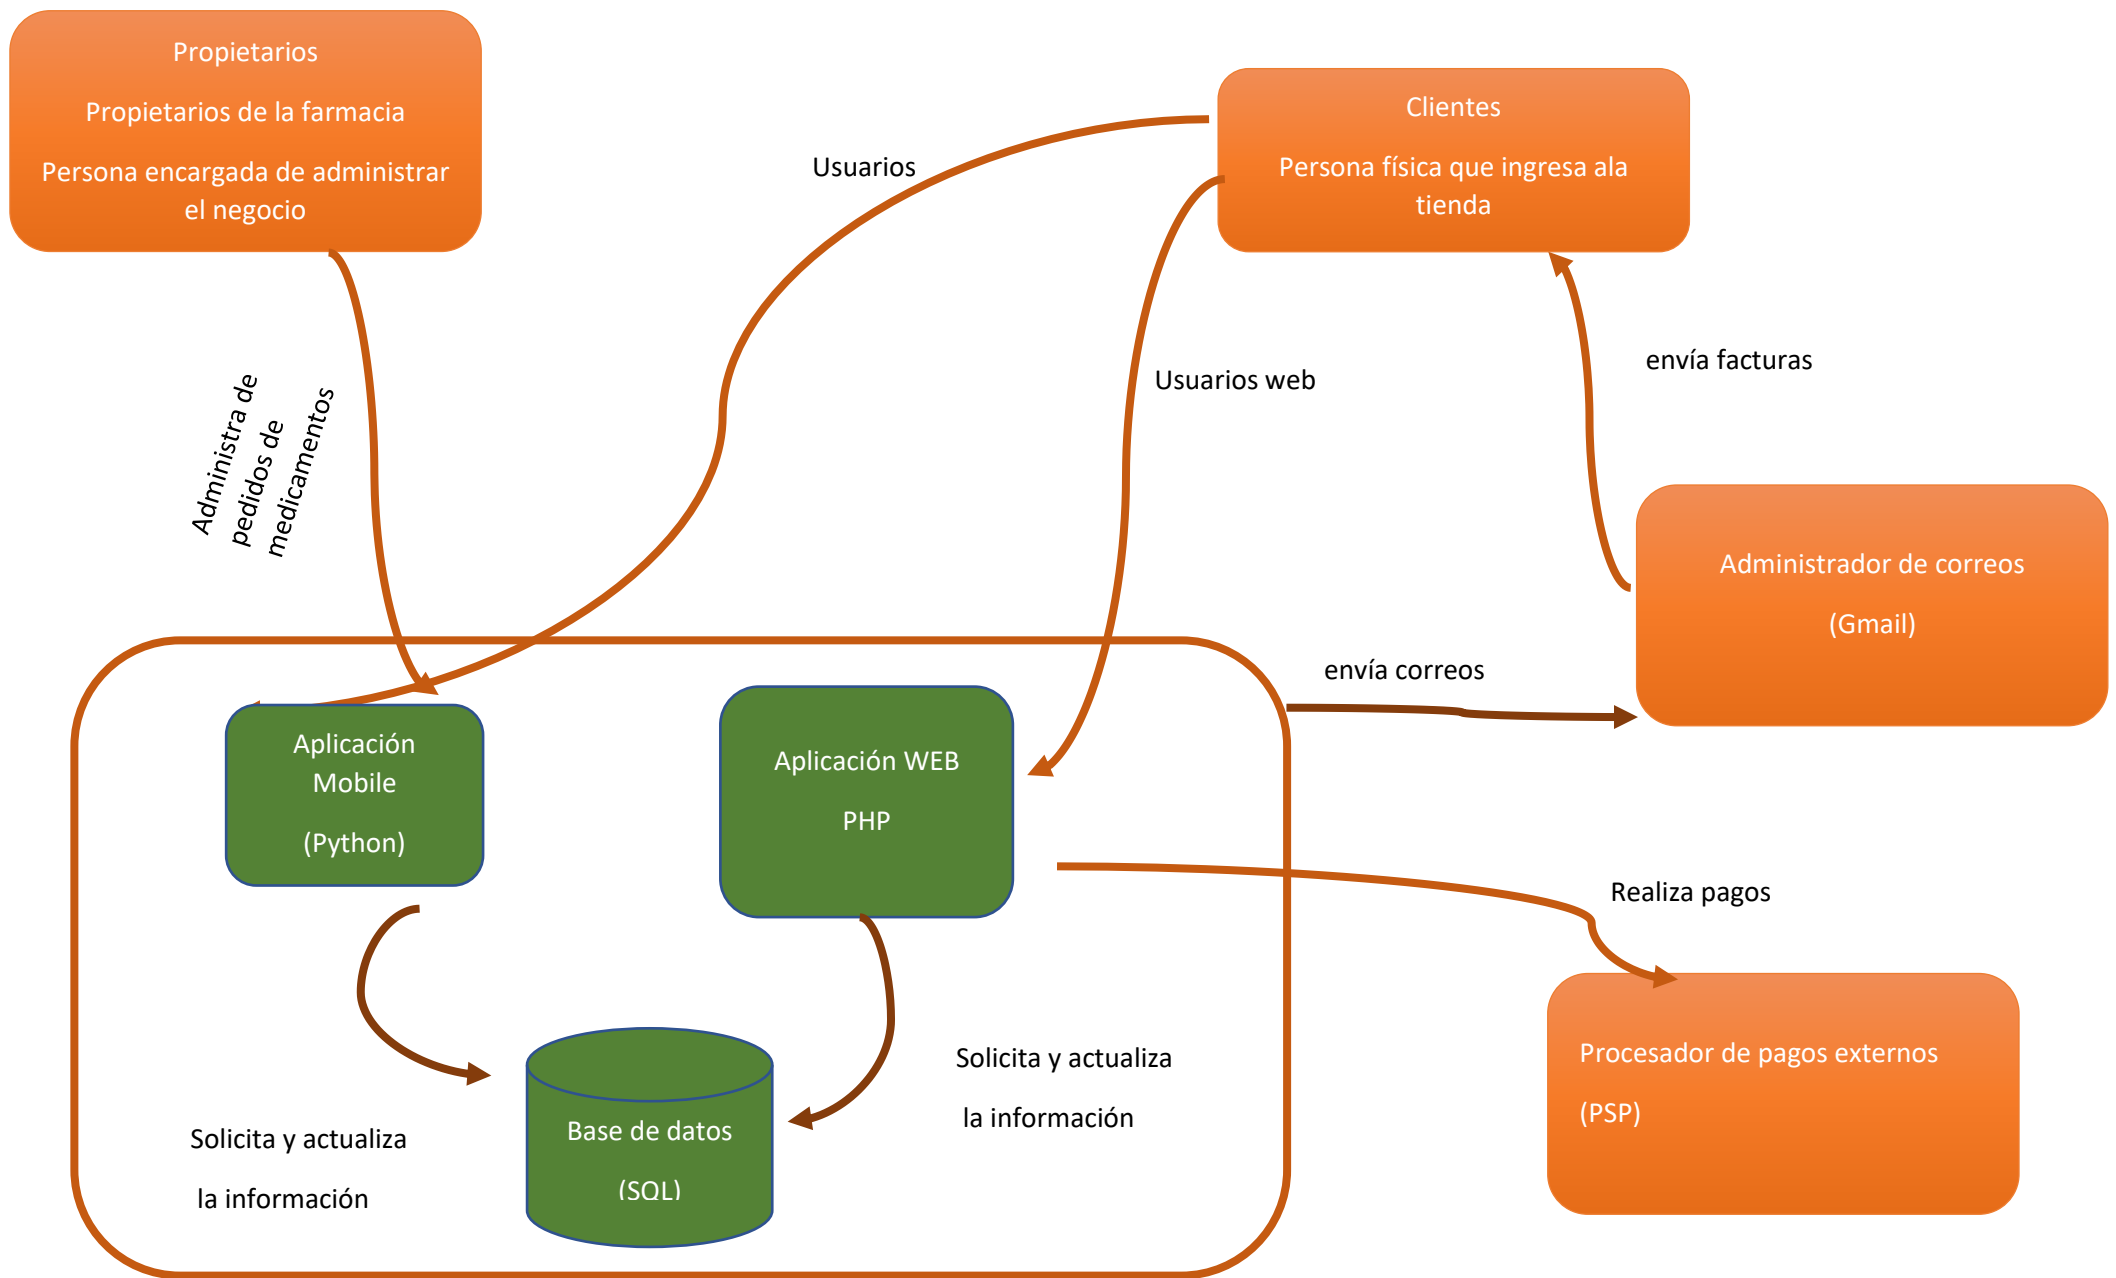 Propietarios
Propietarios de la farmacia
Persona encargada de administrar
el negocio
Clientes
Persona física que ingresa ala
tienda
Usuarios
Usuarios web
envía facturas
Administra de
pedidos de
medicamentos
Administrador de correos
(Gmail)
envía correos
Aplicación
Mobile
(Python)
Aplicación WEB
PHP
Realiza pagos
Procesador de pagos externos
(PSP)
Solicita y actualiza
la información
Base de datos
(SQL)
Solicita y actualiza
la información